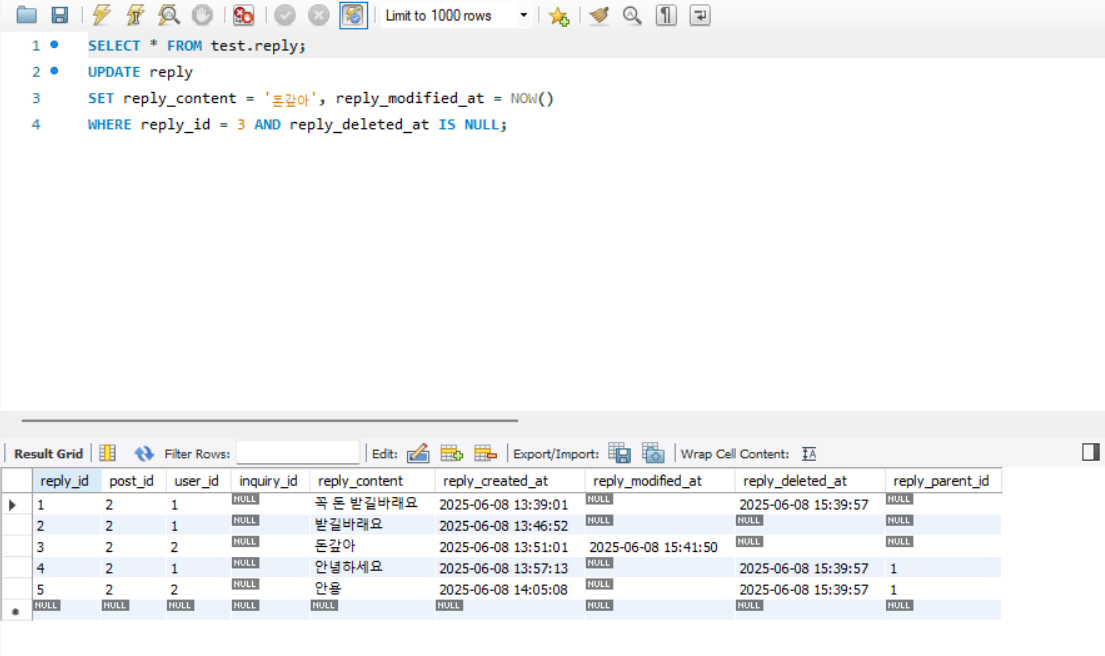 Limit to 1000 rows
1 SELECT * FROM test.reply;
2 UPDATE reply
3 SET reply_content = '돈갚아', reply_modified_at = NOW()
4 WHERE reply_id = 3 AND reply_deleted_at IS NULL;
Result Grid Filter Rows: Edit: Export/Import: Wrap Cell Content: IA
reply_id post_id user_id inquiry_id reply_content reply_created_at reply_modified_at reply_deleted_at reply_parent_id
1 2 1 NULL 꼭 돈 받길바래요 2025-06-08 13:39:01 NULL 2025-06-08 15:39:57 NULL
2 2 1 NULL 받길바래요 2025-06-08 13:46:52 NULL NULL NULL
3 2 2 NULL 돈갚아 2025-06-08 13:51:01 2025-06-08 15:41:50 NULL NULL
4 2 1 NULL 안녕하세요 2025-06-08 13:57:13 NULL 2025-06-08 15:39:57 1
5 2 2 NULL 안용 2025-06-08 14:05:08 NULL 2025-06-08 15:39:57 1
NULL NULL NULL NULL NULL NULL NULL NULL NULL